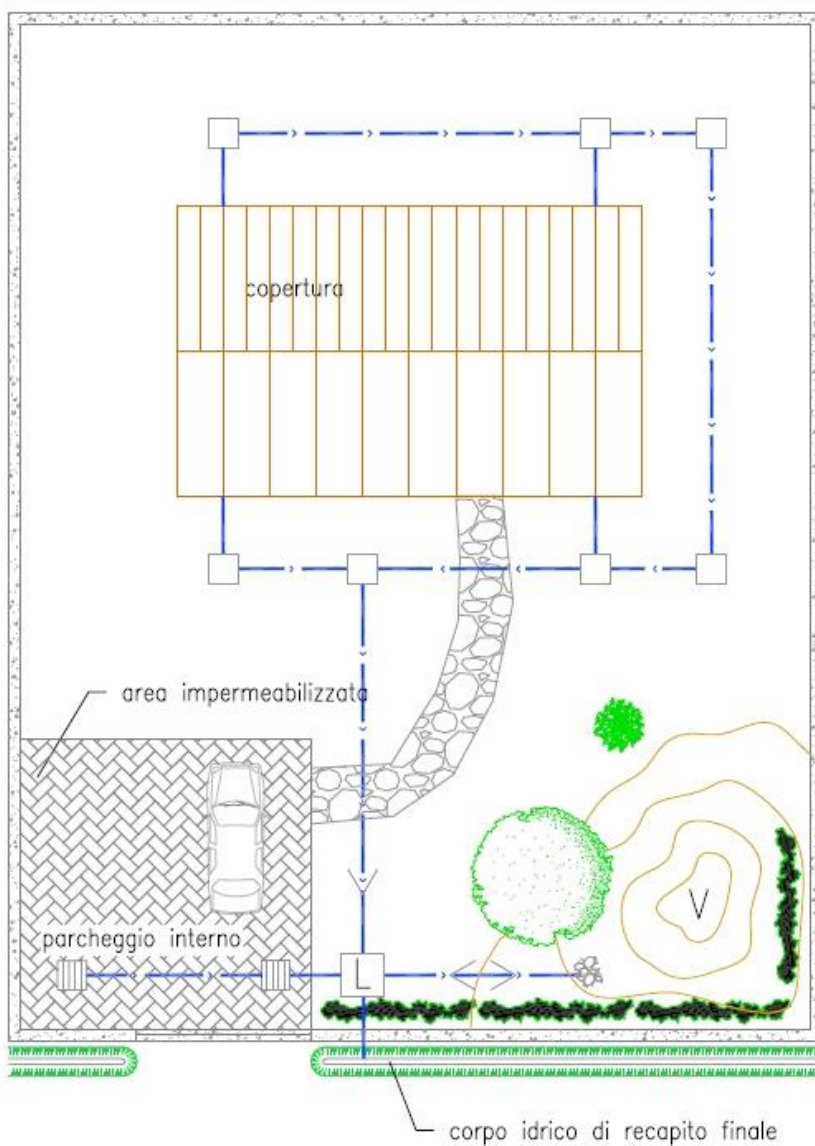 copertura
area impermeabilizzata
V
parcheggio interno
L
corpo idrico di recapito finale